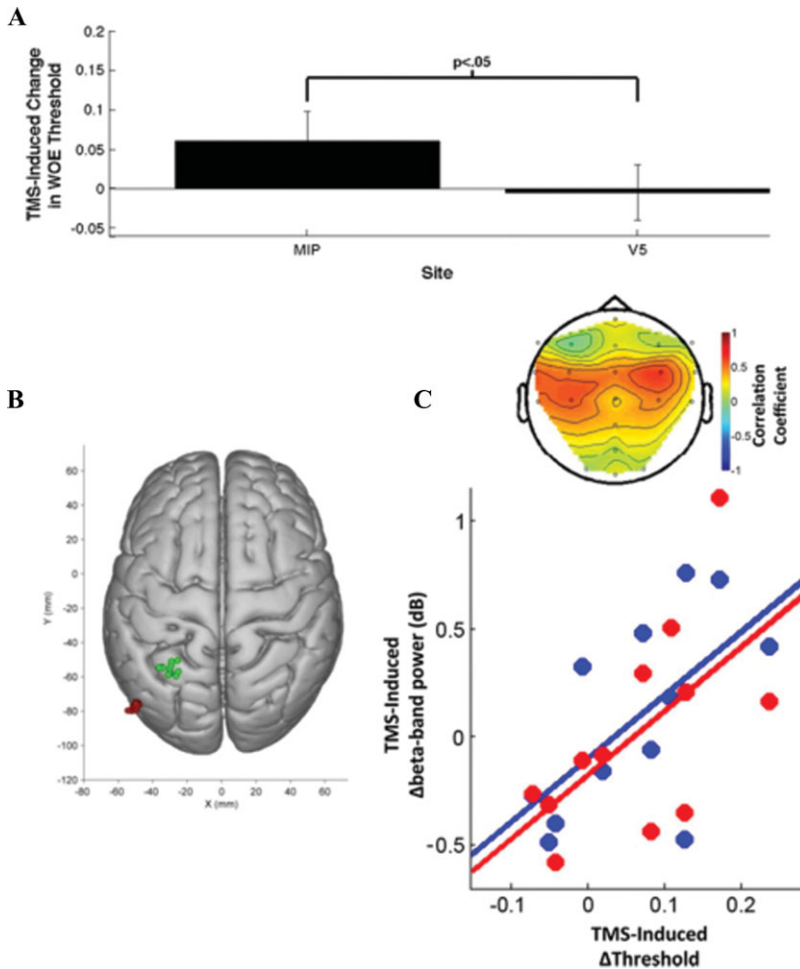 A
TMS-Induced Change
in WOE Threshold
0.2
0.15
0.1
0.05
0
-0.05
p<.05
MIP
V5
Site
B
Y (mm)
60
40
20
0
-20
-40
-60
-80
-100
-120
-80
-60
-40
-20
0
20
40
60
X (mm)
C
1
0.5
0
-0.5
-1
Correlation
Coefficient
TMS-Induced
Δbeta-band power (dB)
1
0.5
0
-0.5
-0.1
0
0.1
0.2
TMS-Induced
ΔThreshold